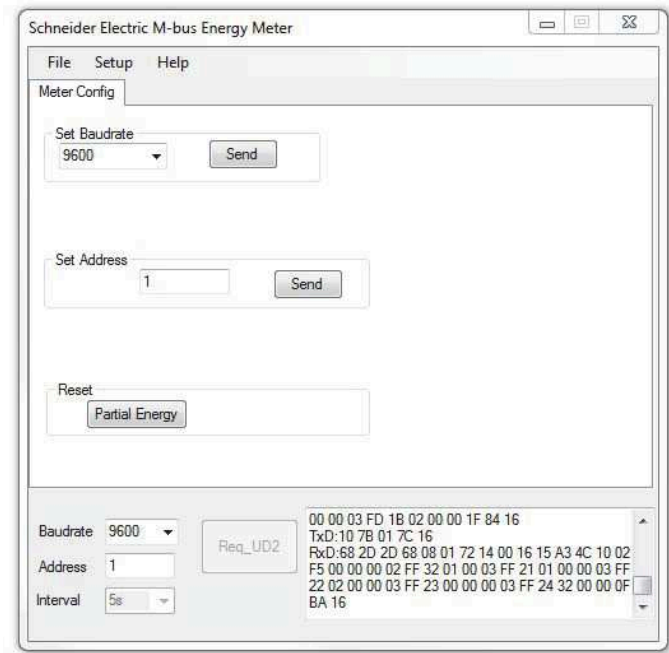 Schneider Electric M-bus Energy Meter
File Setup Help
Meter Config
Set Baudrate
9600 Send
Set Address
1 Send
Reset
Partial Energy
Baudrate 9600
Address 1
Interval 5s
Req_UD2
00 00 03 FD 1B 02 00 00 1F 84 16
TxD:10 7B 01 7C 16
RxD:68 2D 2D 68 08 01 72 14 00 16 15 A3 4C 10 02
F5 00 00 00 02 FF 32 01 00 03 FF 21 01 00 00 03 FF
22 02 00 00 03 FF 23 00 00 00 03 FF 24 32 00 00 0F
BA 16